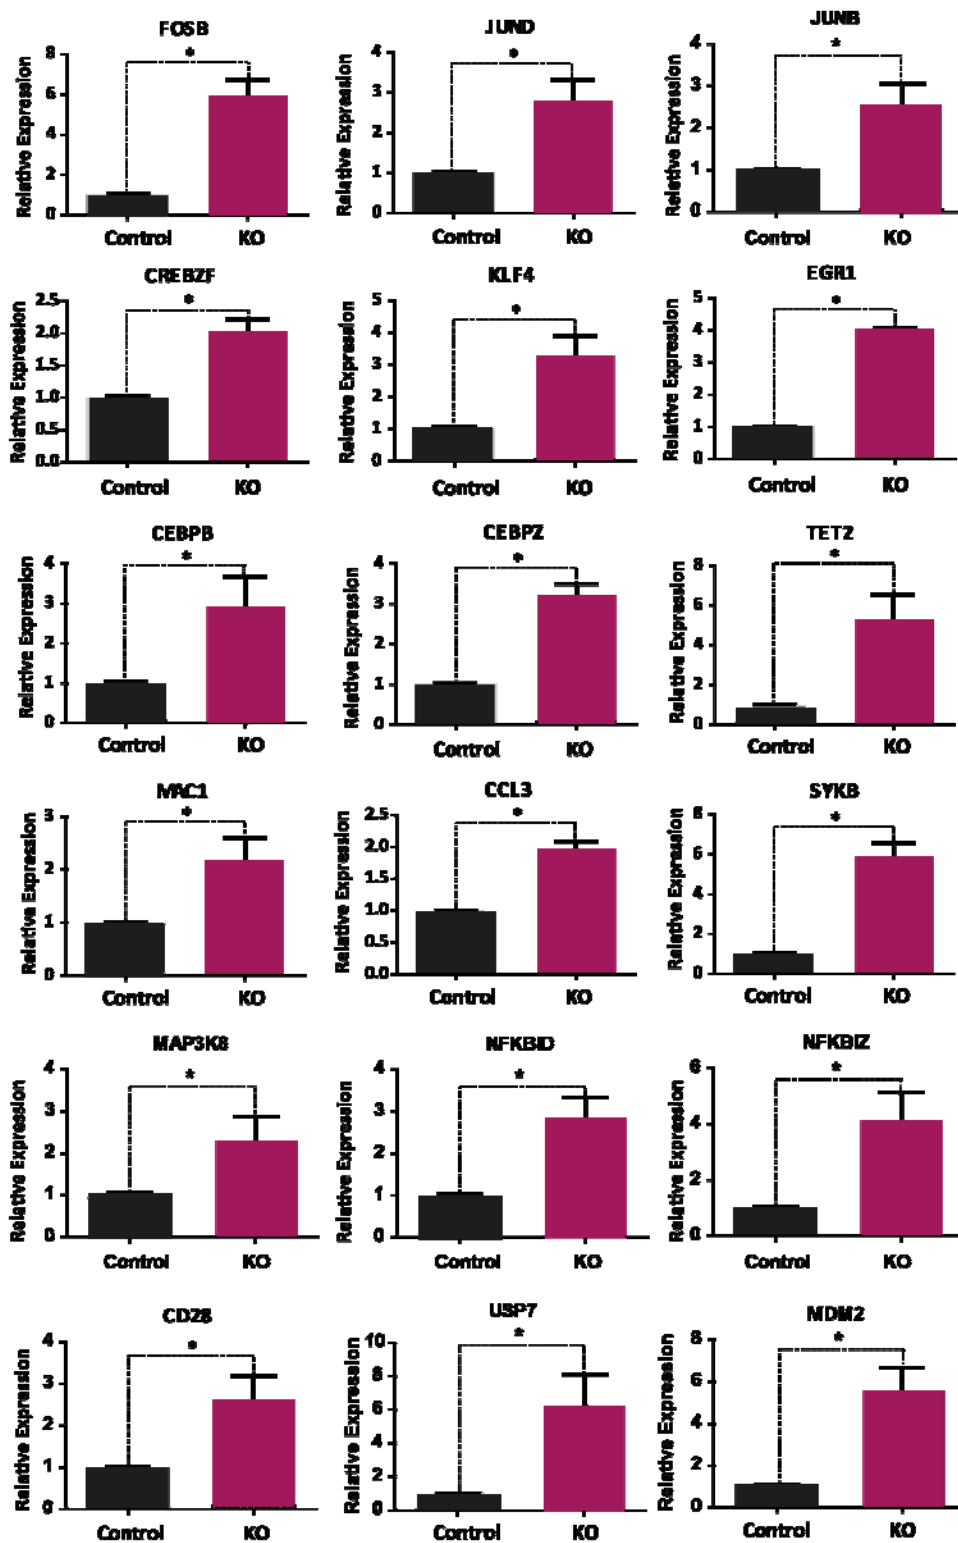 FOSB
JUND
JUNB
*
*
*
Relative Expression
8
6
4
2
0
Relative Expression
4
3
2
1
0
Relative Expression
4
3
2
1
0
Control
KO
Control
KO
Control
KO
CREBZF
KLF4
EGR1
*
*
*
Relative Expression
2.5
2.0
1.5
1.0
0.5
0.0
Relative Expression
5
4
3
2
1
0
Relative Expression
5
4
3
2
1
0
Control
KO
Control
KO
Control
KO
CEBPB
CEBPZ
TET2
*
*
*
Relative Expression
4
3
2
1
0
Relative Expression
4
3
2
1
0
Relative Expression
8
6
4
2
0
Control
KO
Control
KO
Control
KO
MAC1
CCL3
SYKB
*
*
*
Relative Expression
3
2
1
0
Relative Expression
2.5
2.0
1.5
1.0
0.5
0.0
Relative Expression
8
6
4
2
0
Control
KO
Control
KO
Control
KO
MAP3K8
NFKBID
NFKBIZ
*
*
*
Relative Expression
4
3
2
1
0
Relative Expression
4
3
2
1
0
Relative Expression
6
4
2
0
Control
KO
Control
KO
Control
KO
CD28
USP7
MDM2
*
*
*
Relative Expression
4
3
2
1
0
Relative Expression
10
8
6
4
2
0
Relative Expression
8
6
4
2
0
Control
KO
Control
KO
Control
KO